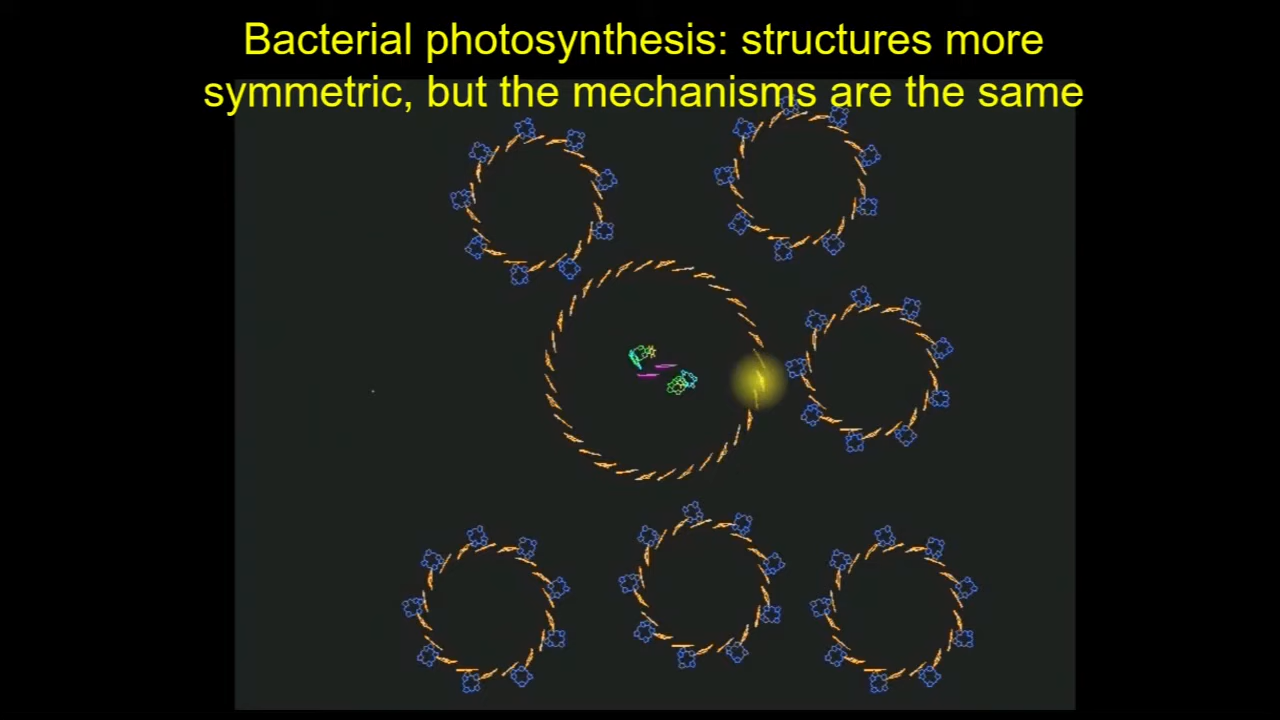 Bacterial photosynthesis: structures more
symmetric, but the mechanisms are the same